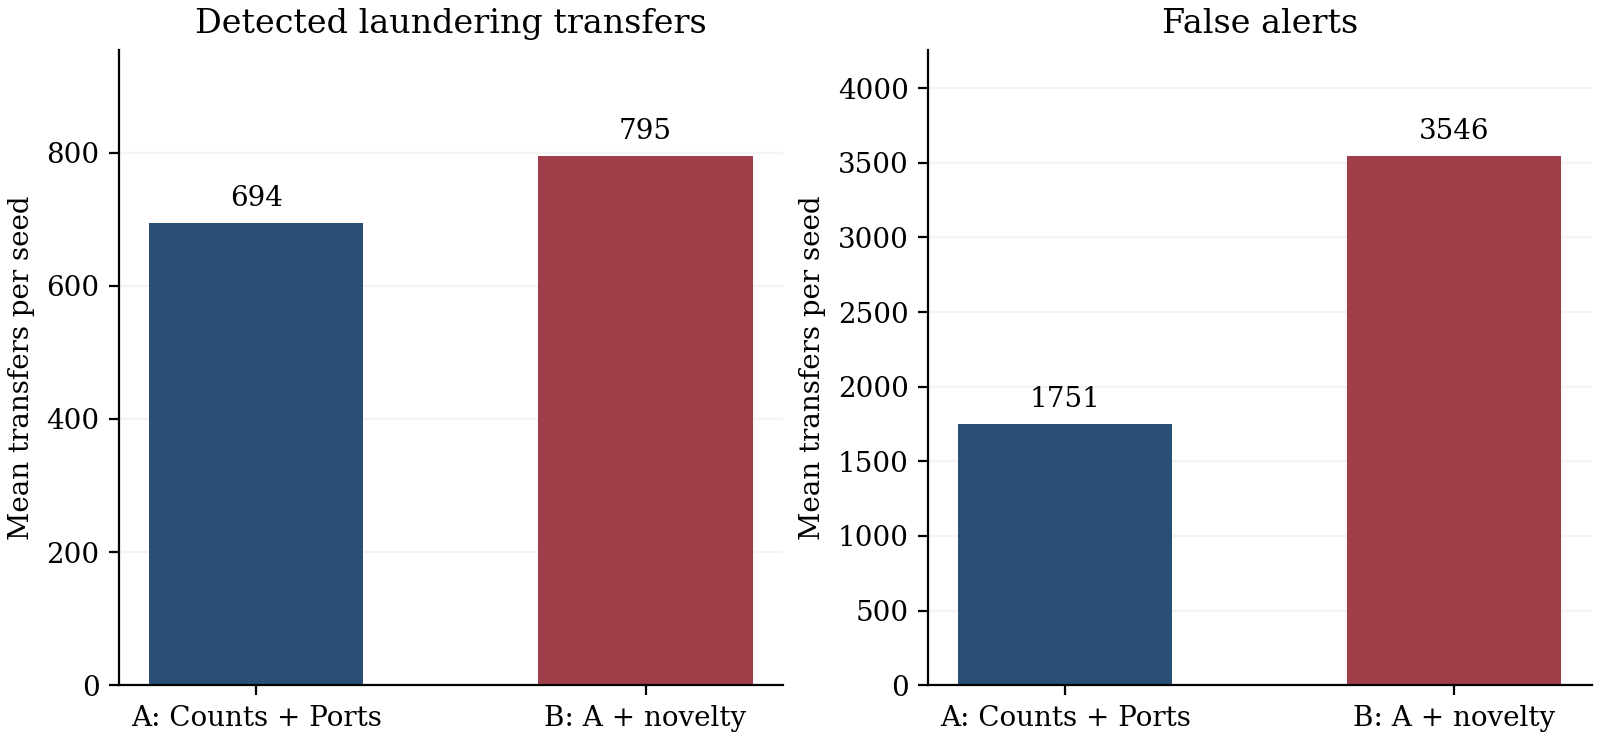 Detected laundering transfers
Mean transfers per seed
800
600
400
200
0
694
795
A: Counts + Ports
B: A + novelty
False alerts
Mean transfers per seed
4000
3500
3000
2500
2000
1500
1000
500
0
1751
3546
A: Counts + Ports
B: A + novelty